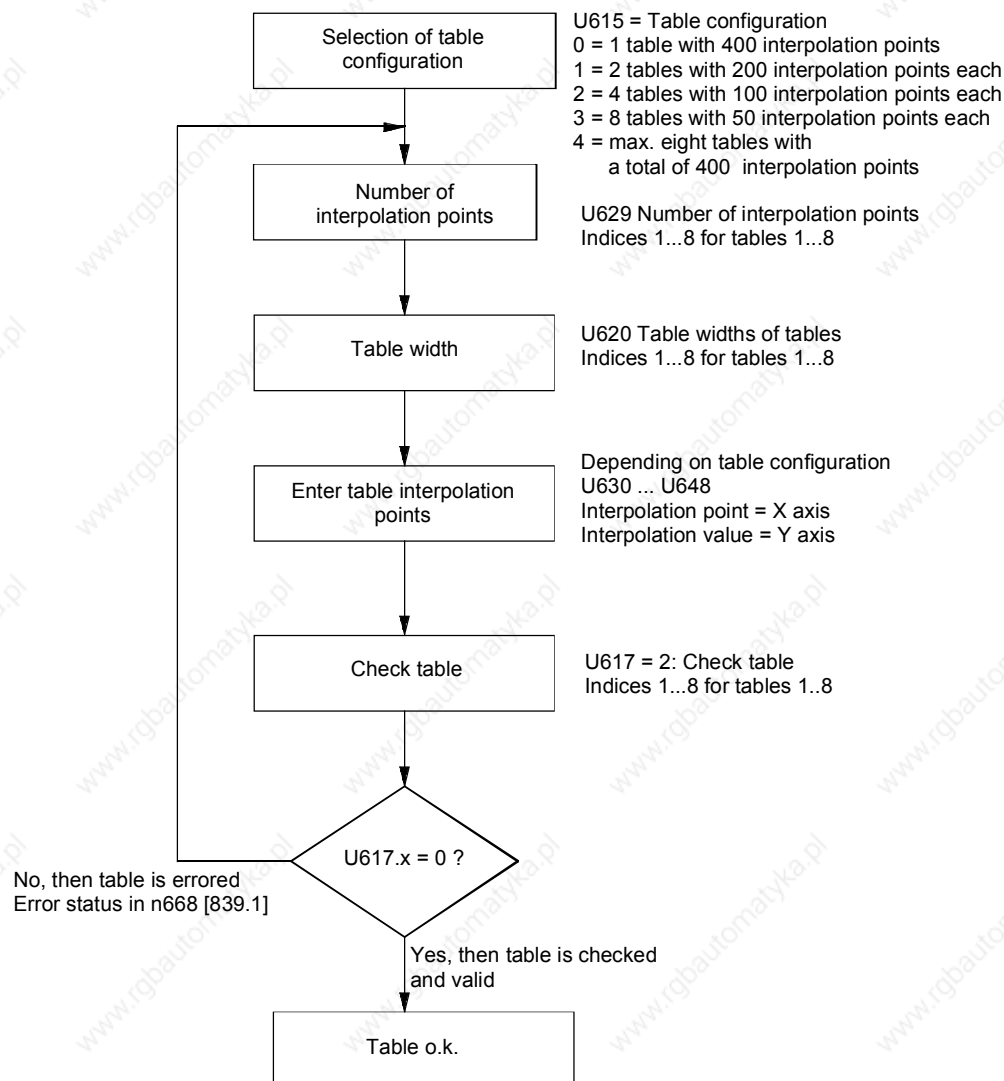 Selection of table
configuration
U615 = Table configuration
0 = 1 table with 400 interpolation points
1 = 2 tables with 200 interpolation points each
2 = 4 tables with 100 interpolation points each
3 = 8 tables with 50 interpolation points each
4 = max. eight tables with
a total of 400 interpolation points
Number of
interpolation points
U629 Number of interpolation points
Indices 1...8 for tables 1...8
Table width
U620 Table widths of tables
Indices 1...8 for tables 1...8
Enter table interpolation
points
Depending on table configuration
U630 ... U648
Interpolation point = X axis
Interpolation value = Y axis
Check table
U617 = 2: Check table
Indices 1...8 for tables 1..8
U617.x = 0 ?
No, then table is errored
Error status in n668 [839.1]
Yes, then table is checked
and valid
Table o.k.
www.rgbautomatyka.pl